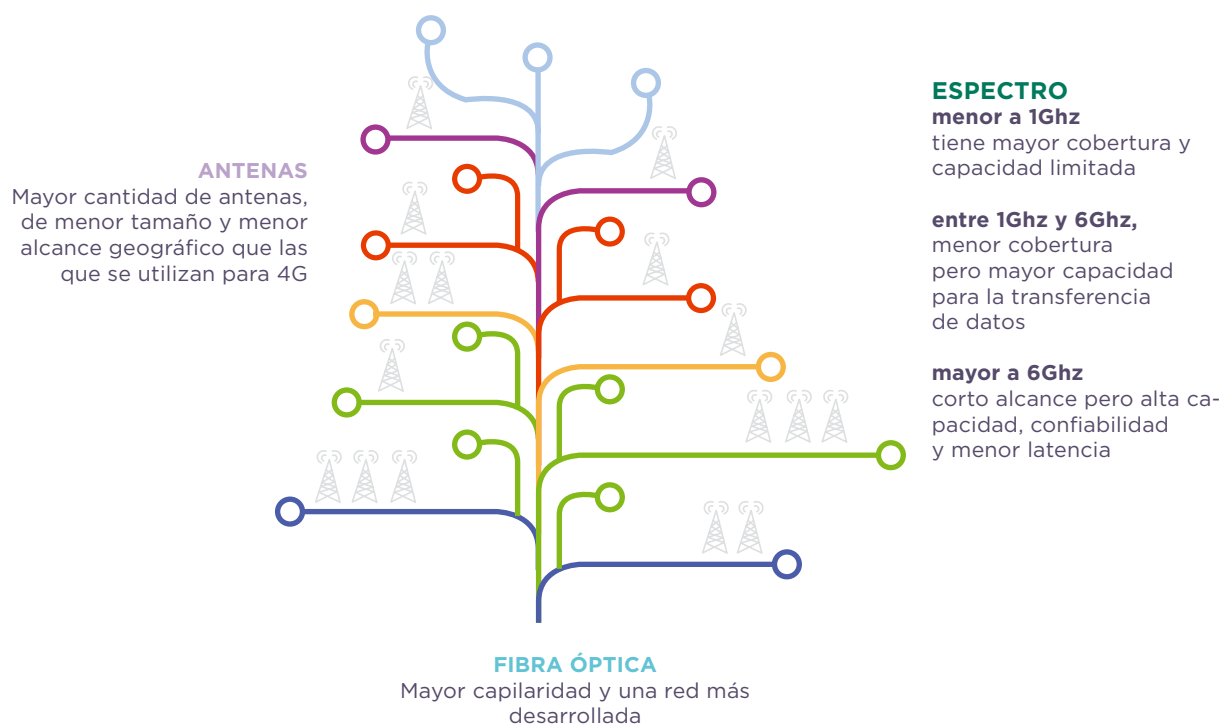 ANTENAS
Mayor cantidad de antenas,
de menor tamaño y menor
alcance geográfico que las
que se utilizan para 4G
ESPECTRO
menor a 1Ghz
tiene mayor cobertura y
capacidad limitada
entre 1Ghz y 6Ghz,
menor cobertura
pero mayor capacidad
para la transferencia
de datos
mayor a 6Ghz
corto alcance pero alta ca-
pacidad, confiabilidad
y menor latencia
FIBRA ÓPTICA
Mayor capilaridad y una red más
desarrollada